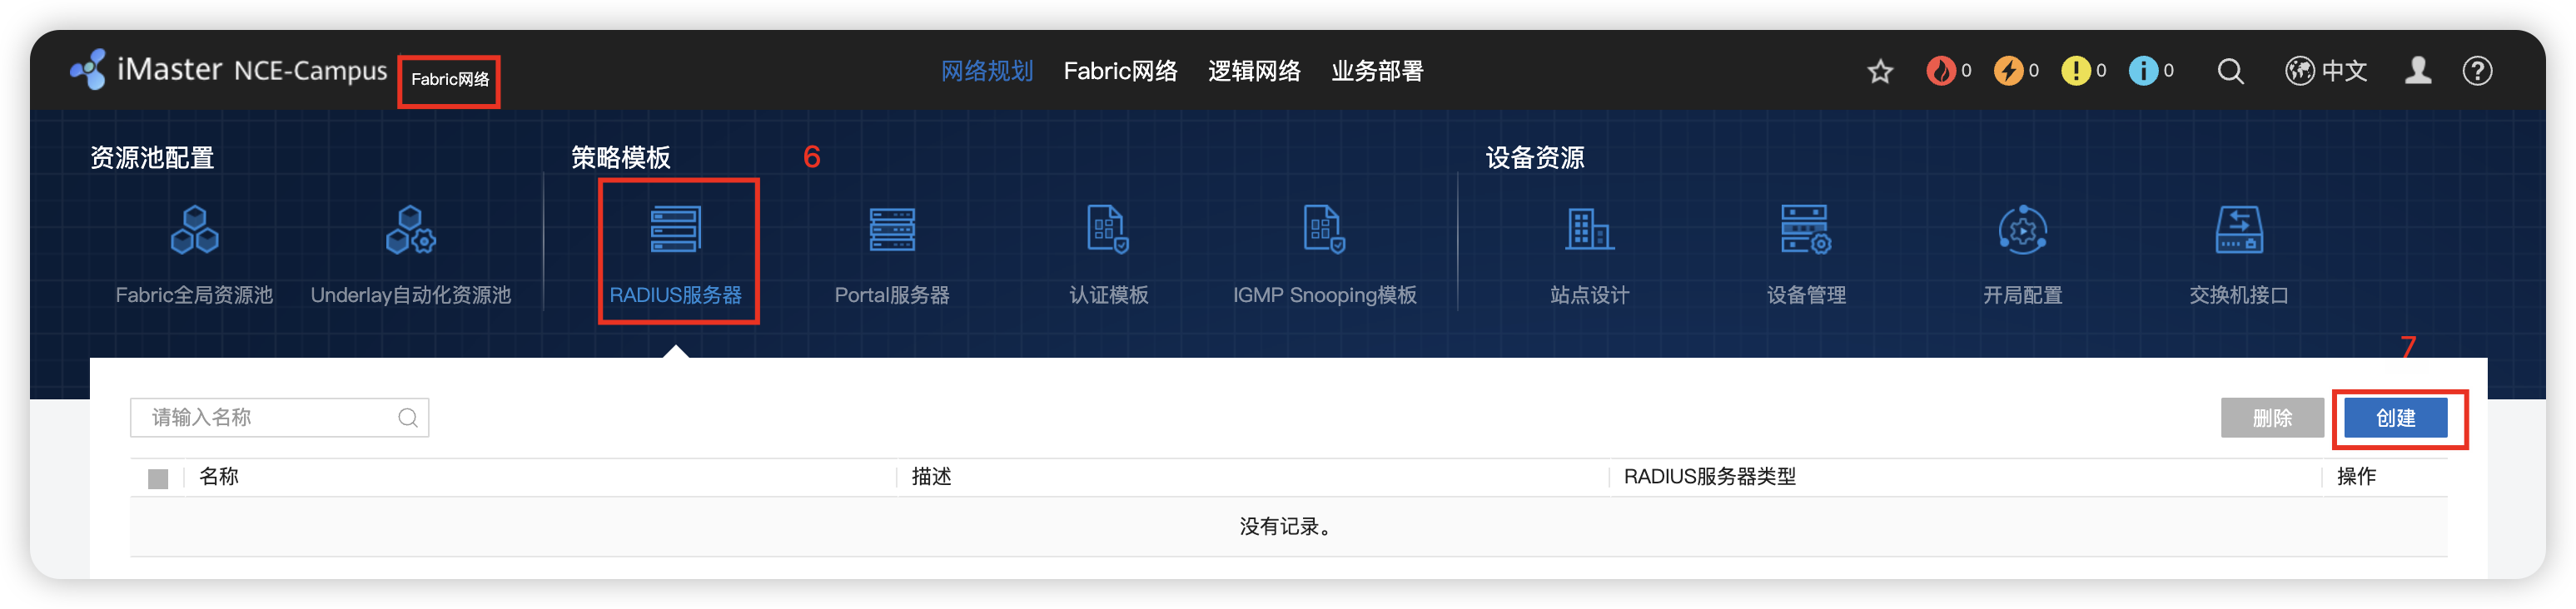 iMaster NCE-Campus Fabric网络 网络规划 Fabric网络 逻辑网络 业务部署 0 0 0 0 中文
资源池配置 策略模板 6 设备资源
Fabric全局资源池 Underlay自动化资源池 RADIUS服务器 Portal服务器 认证模板 IGMP Snooping模板 站点设计 设备管理 开局配置 交换机接口
7
请输入名称 删除 创建
名称 描述 RADIUS服务器类型 操作
没有记录。